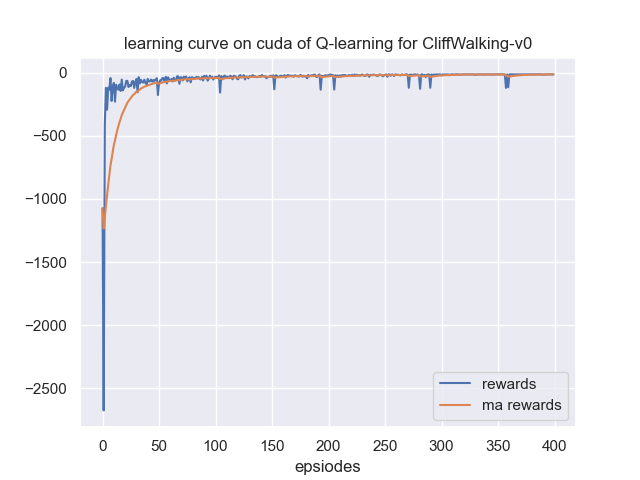 learning curve on cuda of Q-learning for CliffWalking-v0
0
−500
−1000
−1500
−2000
−2500
0 50 100 150 200 250 300 350 400
epsiodes
rewards
ma rewards